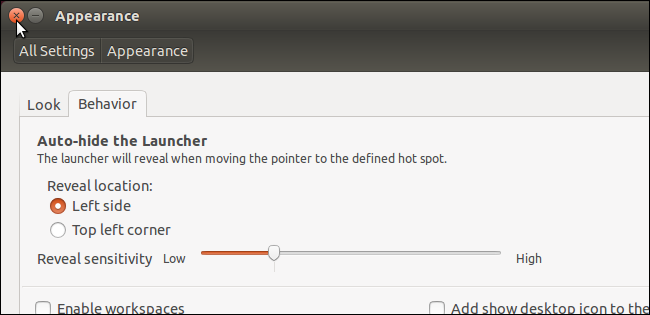 Appearance
All Settings Appearance
Look Behavior
Auto-hide the Launcher
The launcher will reveal when moving the pointer to the defined hot spot.
Reveal location:
Left side
Top left corner
Reveal sensitivity Low High
Enable workspaces Add show desktop icon to the